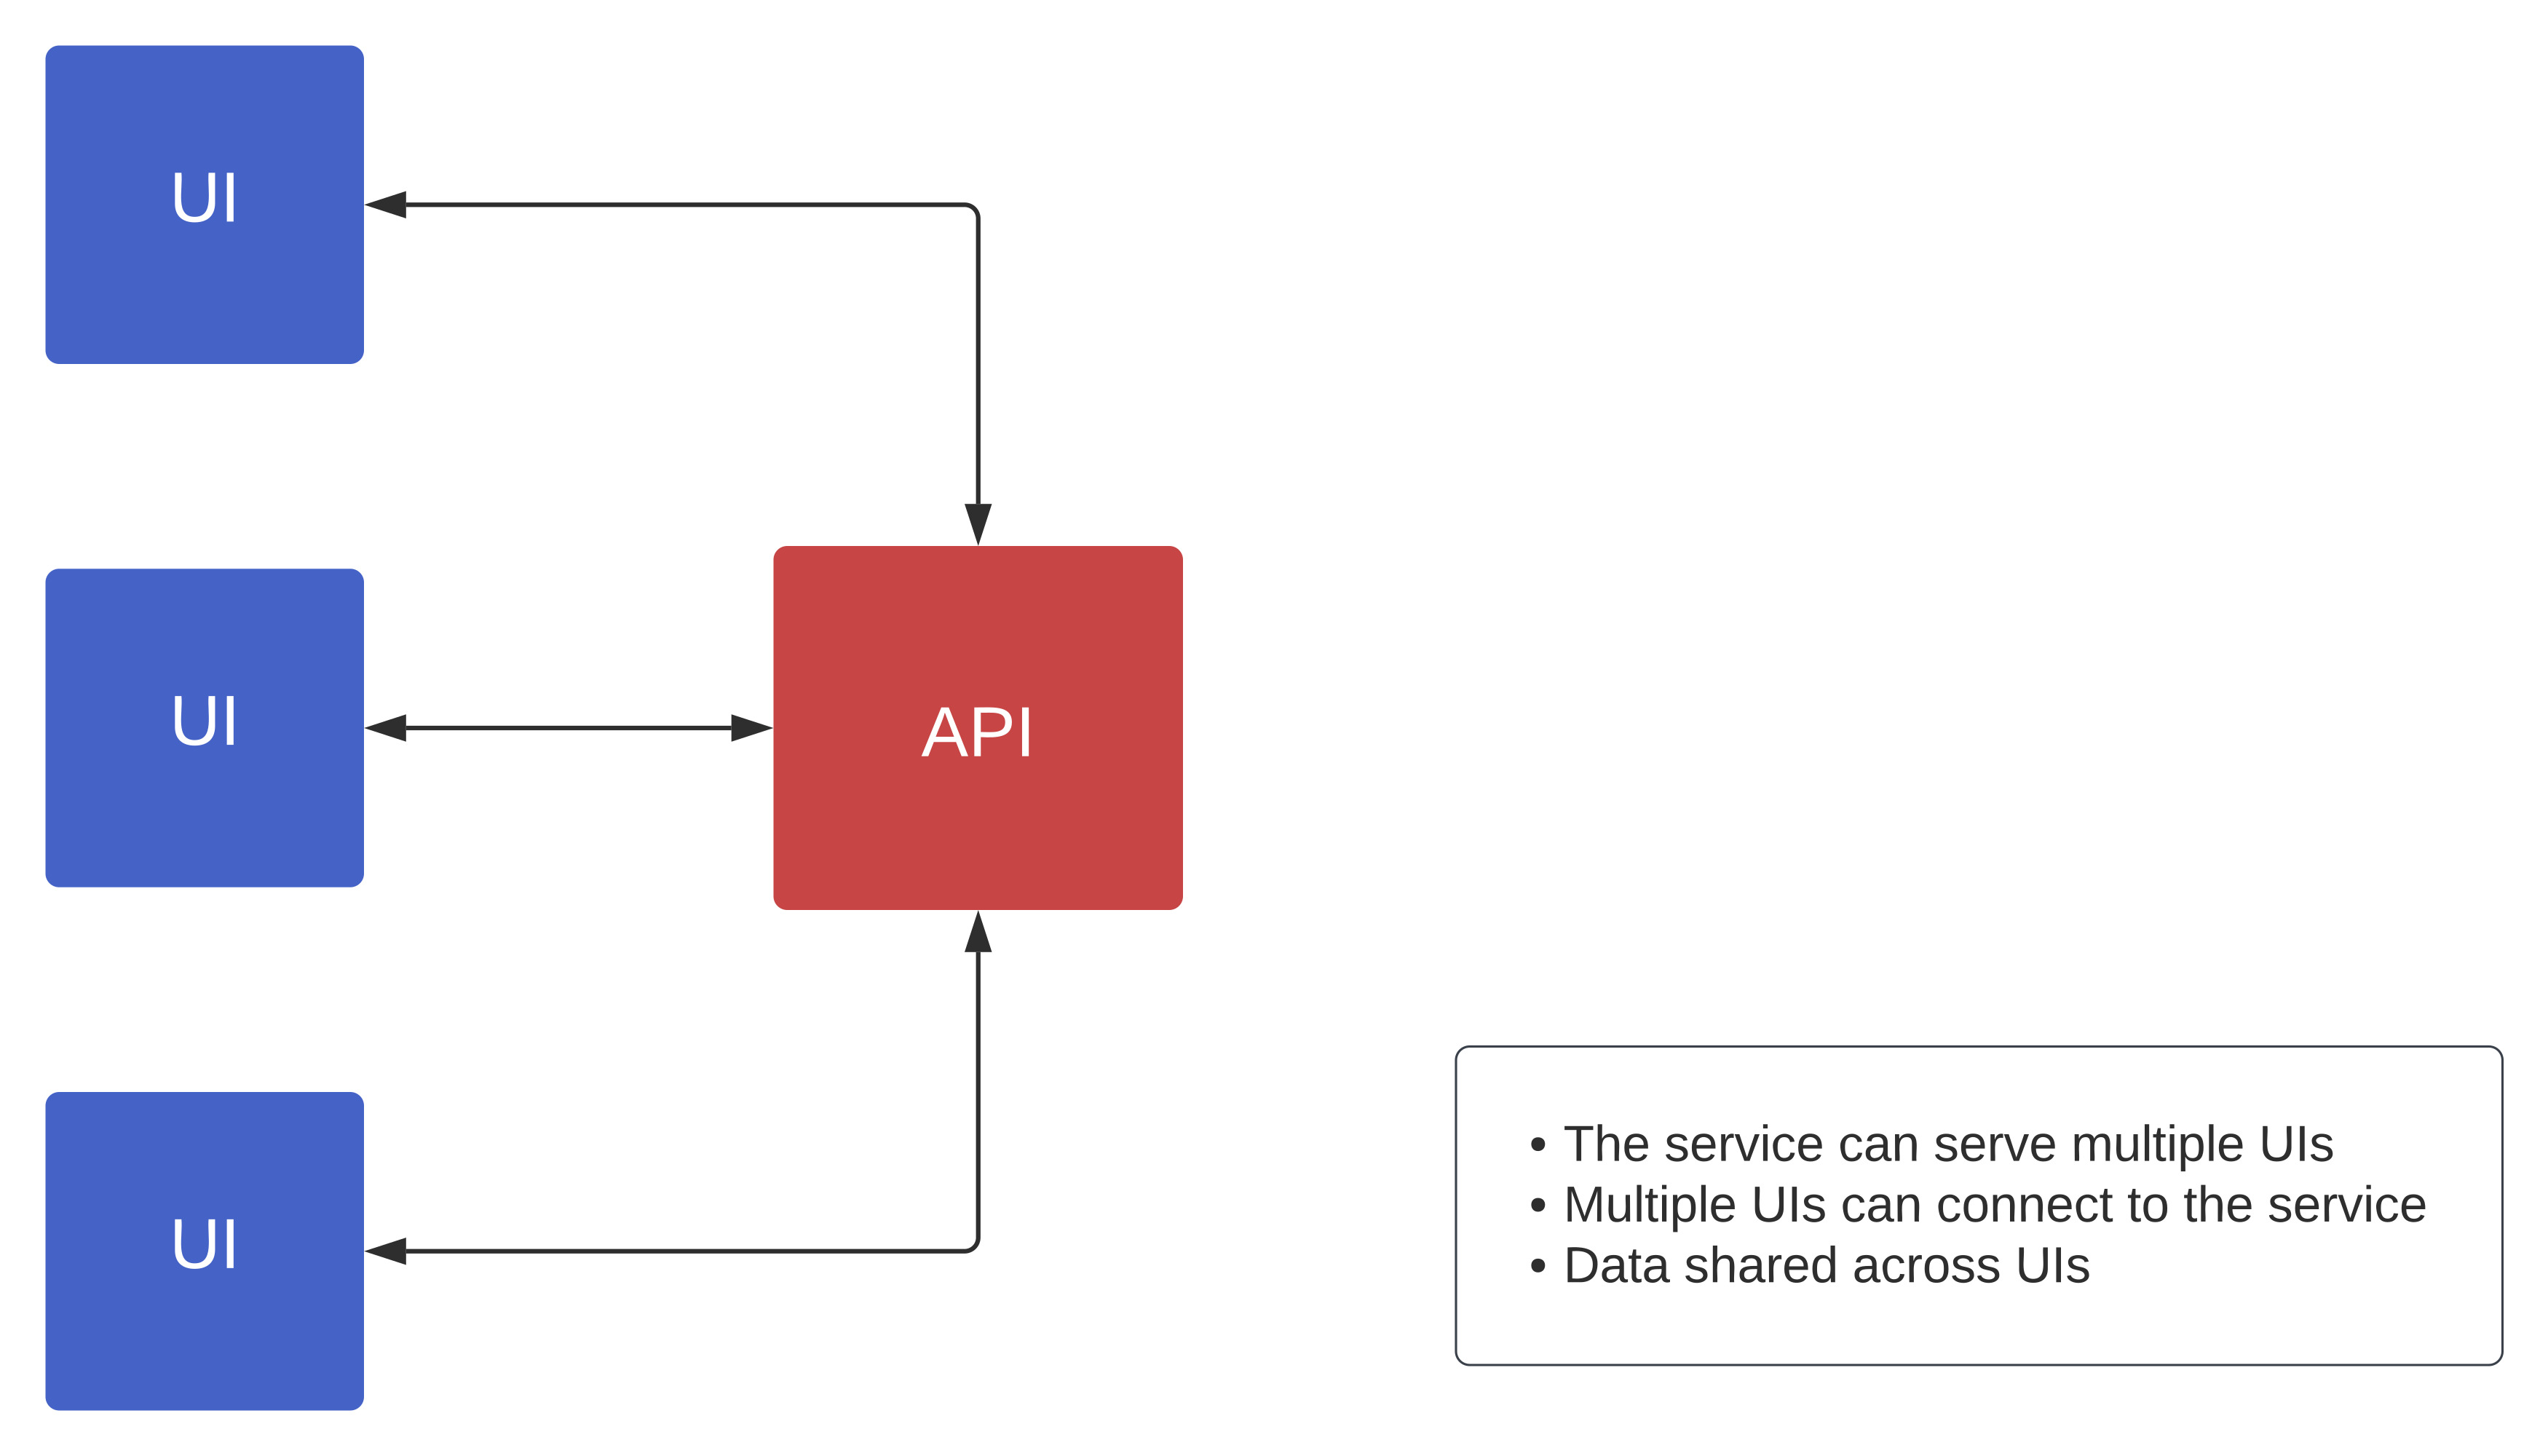 UI
UI
API
UI
• The service can serve multiple UIs
• Multiple UIs can connect to the service
• Data shared across UIs